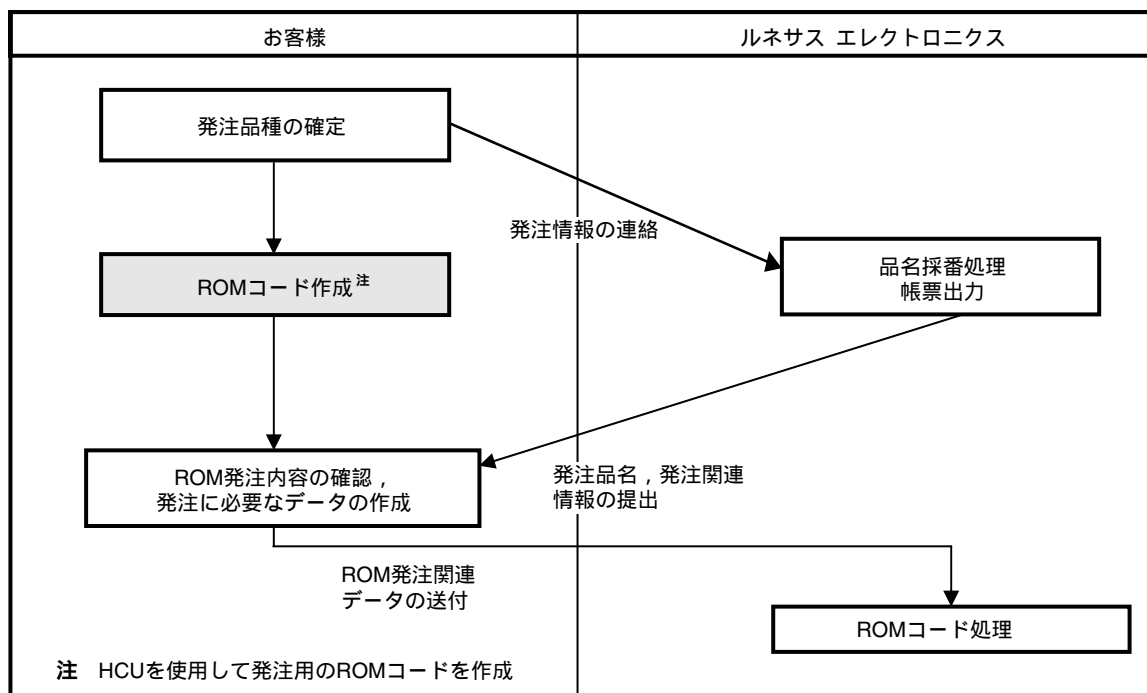 お客様
ルネサス エレクトロニクス
発注品種の確定
発注情報の連絡
品名採番処理
帳票出力
ROMコード作成注
ROM発注内容の確認，
発注に必要なデータの作成
発注品名，発注関連
情報の提出
ROM発注関連
データの送付
ROMコード処理
注 HCUを使用して発注用のROMコードを作成